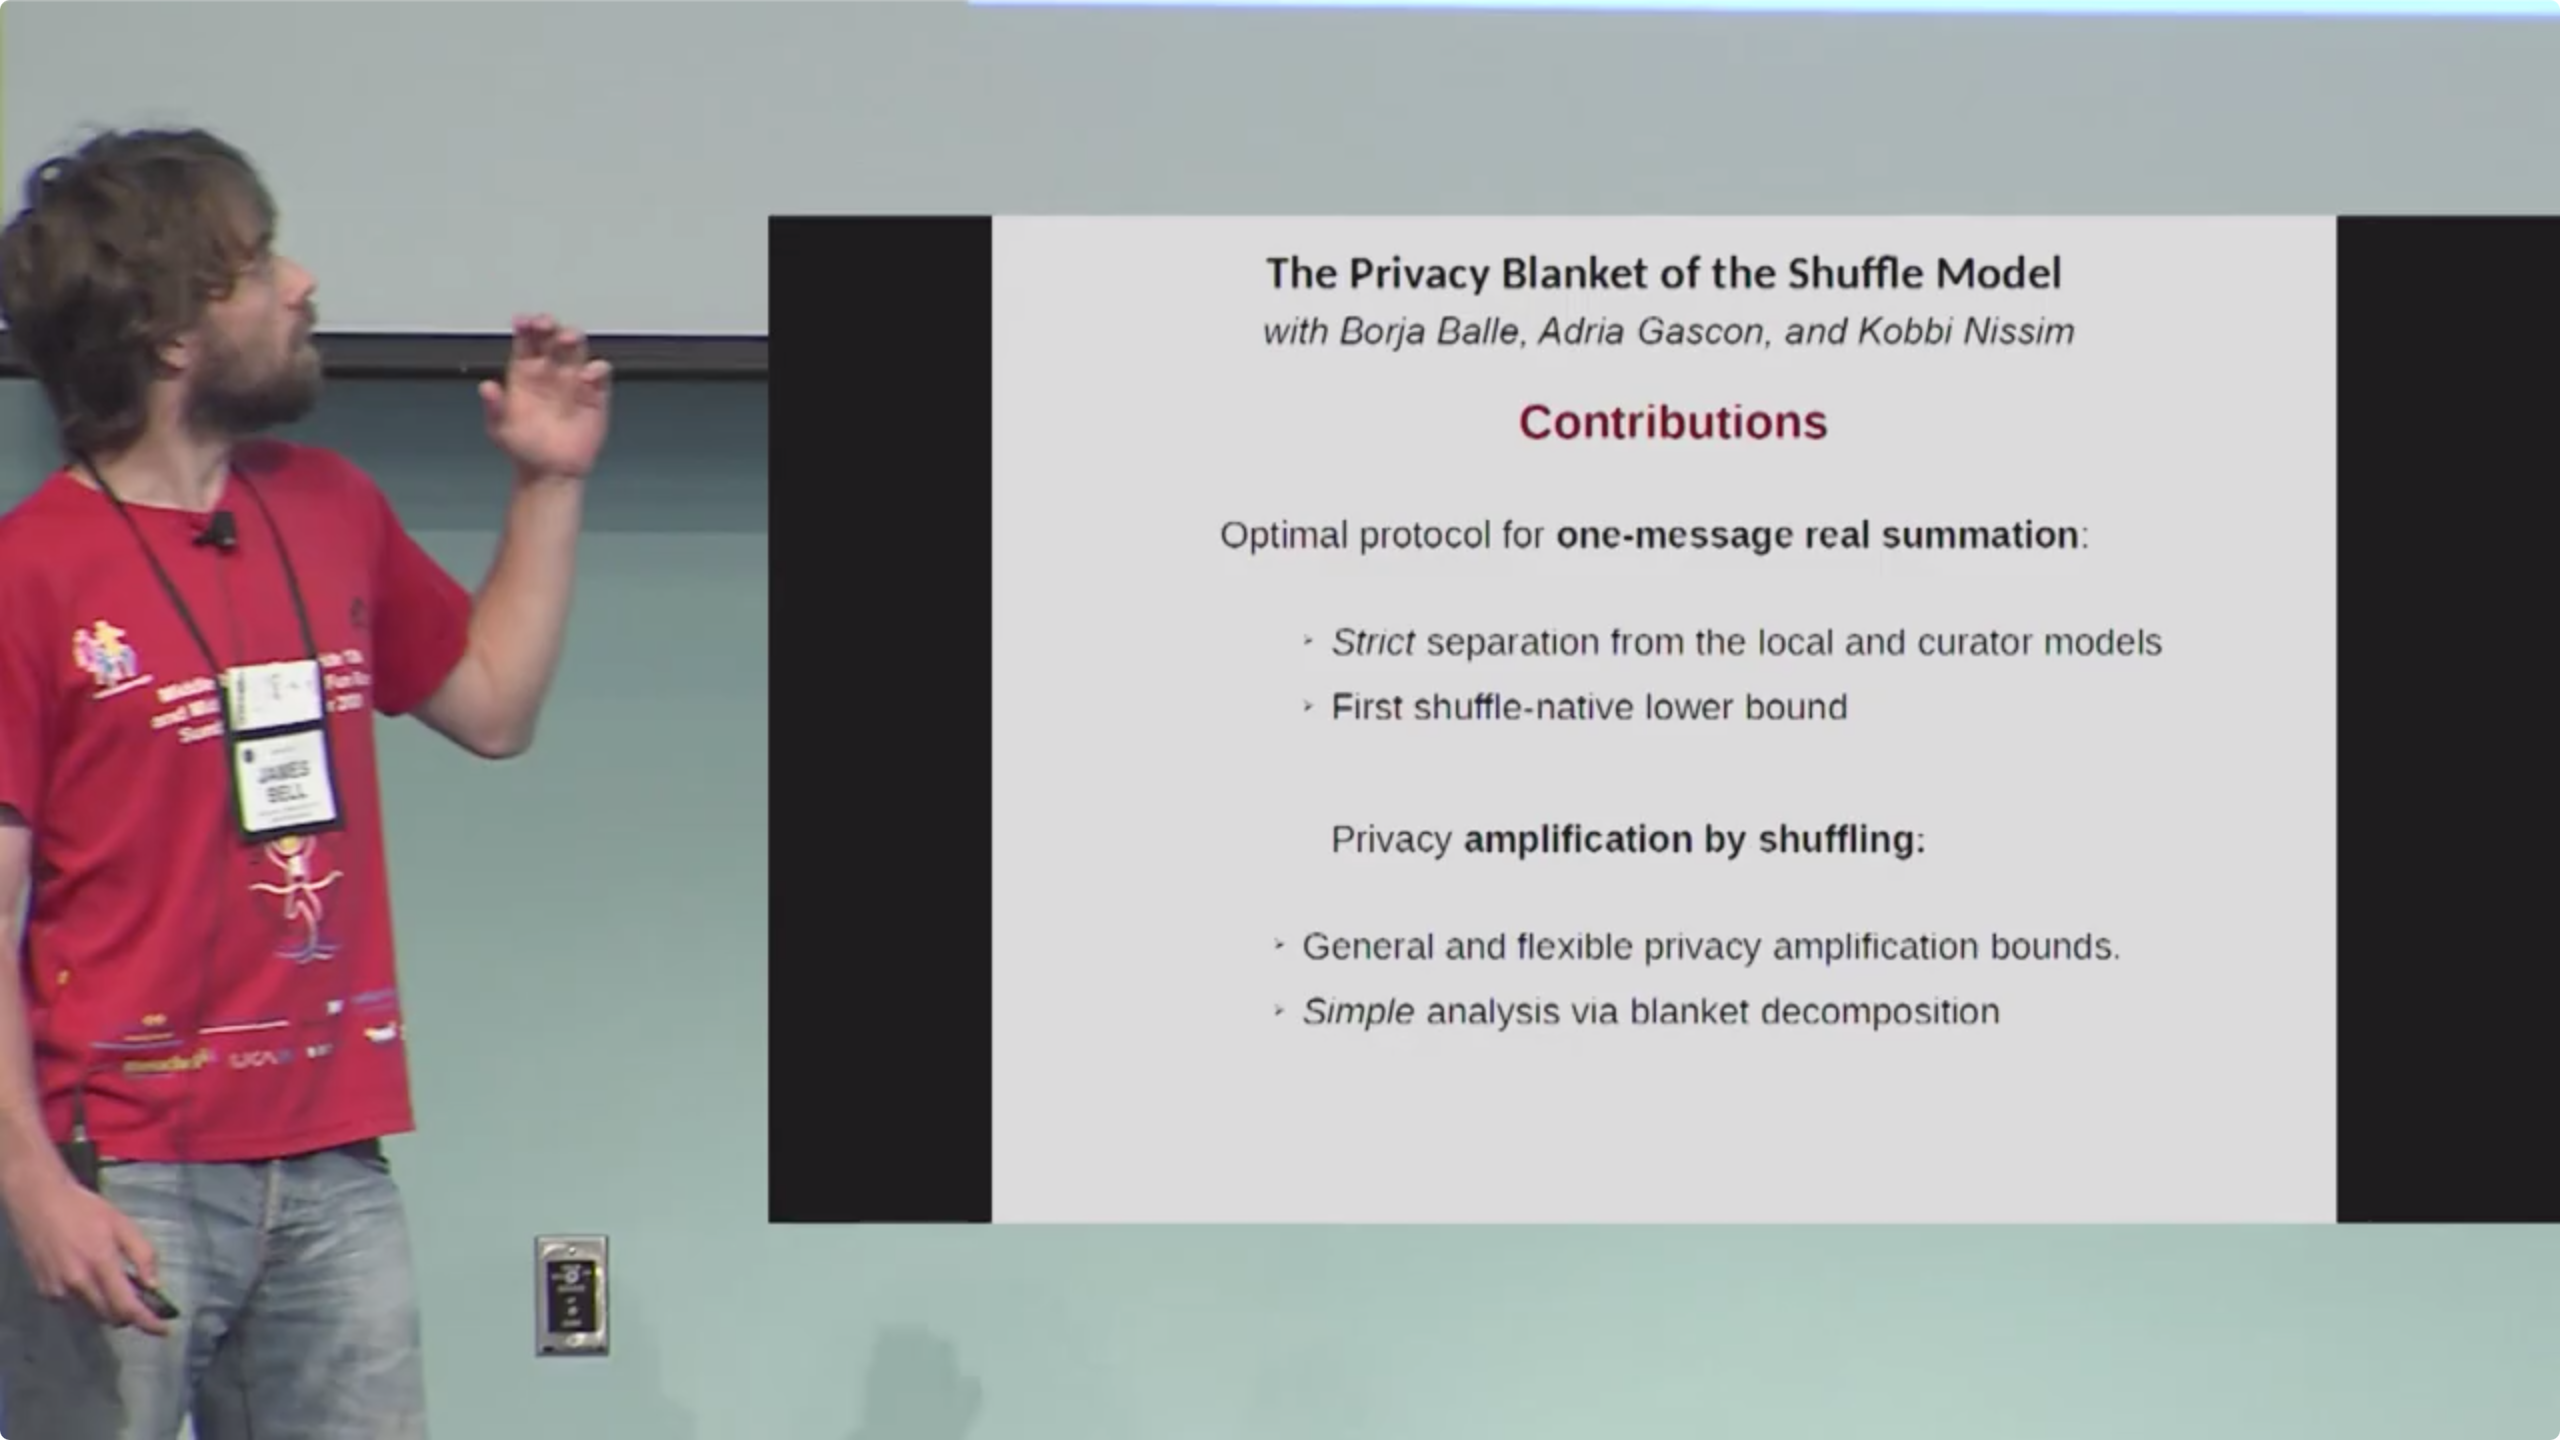 The Privacy Blanket of the Shuffle Model
with Borja Balle, Adria Gascon, and Kobbi Nissim
Contributions
Optimal protocol for one-message real summation:
➢ Strict separation from the local and curator models
➢ First shuffle-native lower bound
Privacy amplification by shuffling:
➢ General and flexible privacy amplification bounds.
➢ Simple analysis via blanket decomposition
JAMES
BELL